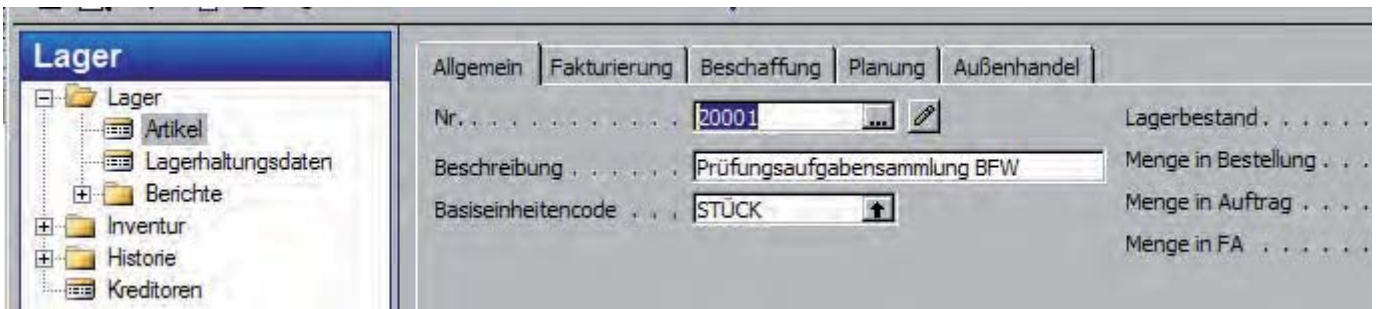 Lager
Lager
Artikel
Lagerhaltungsdaten
Berichte
Inventur
Historie
Kreditoren
Allgemein Fakturierung Beschaffung Planung Außenhandel
Nr. . . . . . . . . . . . 20001 ...
Beschreibung . . . . . . Prüfungsaufgabensammlung BFW
Basiseinheitencode . . . STÜCK
Lagerbestand . . . . . .
Menge in Bestellung . . .
Menge in Auftrag . . . .
Menge in FA . . . . . .